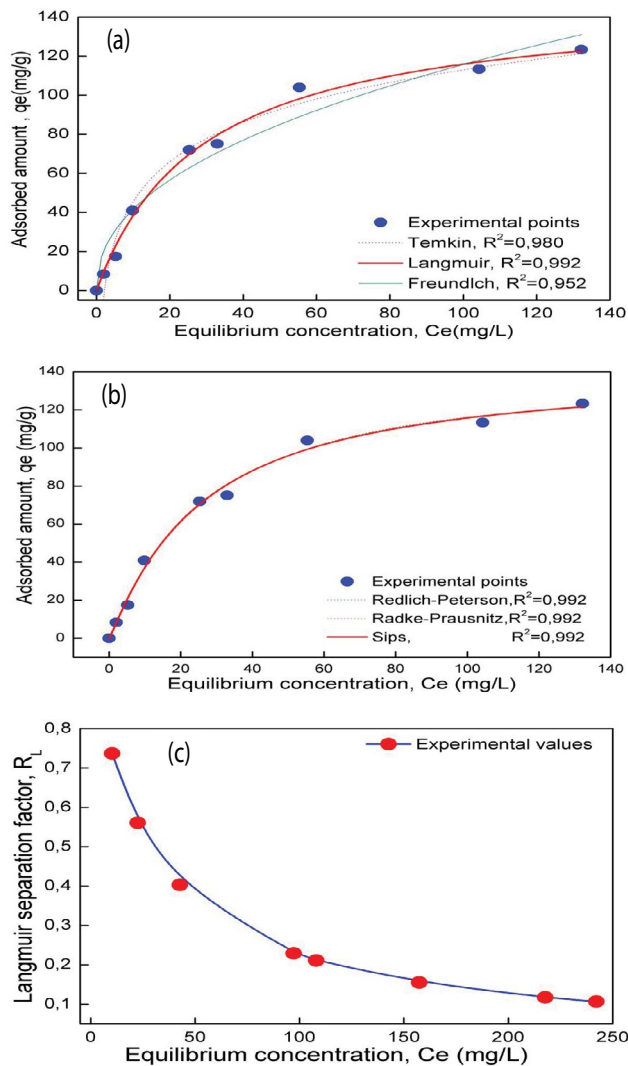 (a)
140
120
100
80
60
40
20
0
Adsorbed amount , qe(mg/g)
Experimental points
Temkin, R²=0,980
Langmuir, R²=0,992
Freundlch, R²=0,952
0 20 40 60 80 100 120 140
Equilibrium concentration, Ce(mg/L)
(b)
140
120
100
80
60
40
20
0
Adsorbed amount, qe (mg/g)
Experimental points
Redlich-Peterson,R²=0,992
Radke-Prausnitz,R²=0,992
Sips, R²=0,992
0 20 40 60 80 100 120 140
Equilibrium concentration, Ce (mg/L)
(c)
0,8
0,7
0,6
0,5
0,4
0,3
0,2
0,1
Langmuir separation factor, R_L
Experimental values
0 50 100 150 200 250
Equilibrium concentration, Ce (mg/L)